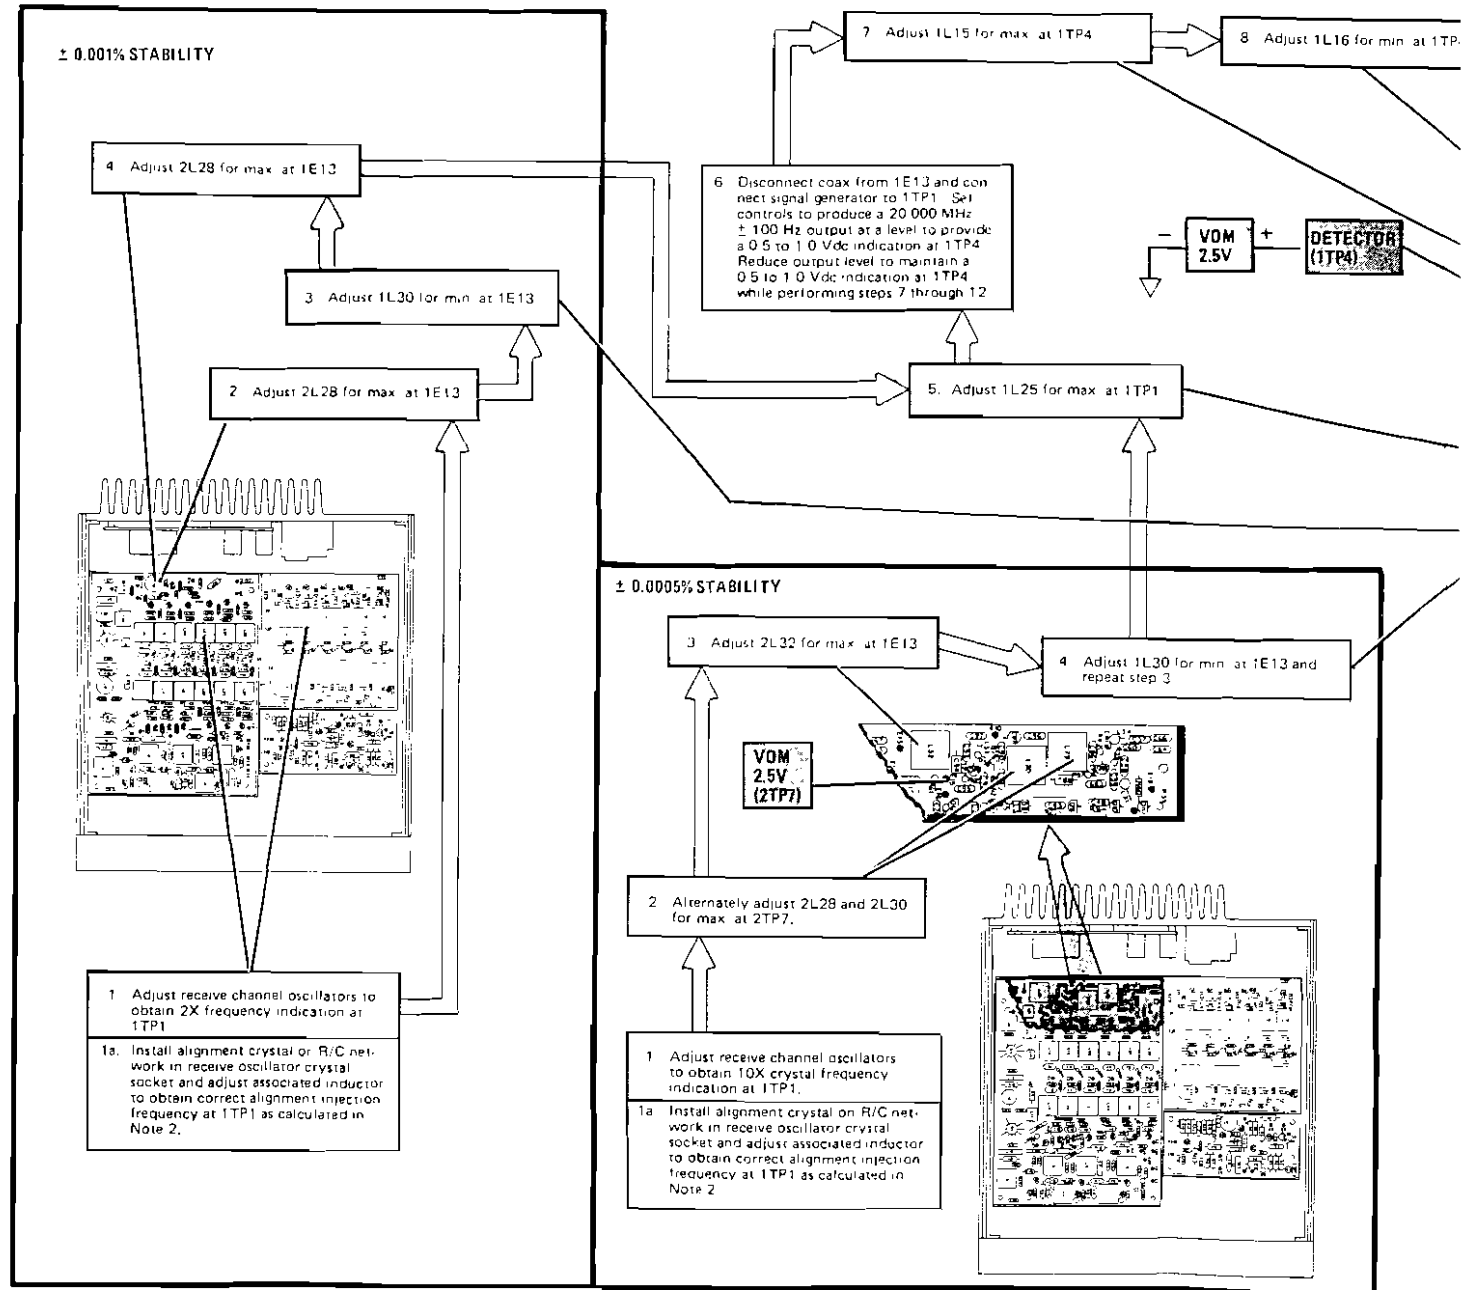 ± 0.001% STABILITY
4 Adjust 2L28 for max at 1E13
3 Adjust 1L30 for min at 1E13
2 Adjust 2L28 for max at 1E13
1 Adjust receive channel oscillators to
obtain 2X frequency indication at
1TP1
1a. Install alignment crystal or R/C net-
work in receive oscillator crystal
socket and adjust associated inductor
to obtain correct alignment injection
frequency at 1TP1 as calculated in
Note 2.
7 Adjust 1L15 for max at 1TP4
8 Adjust 1L16 for min at 1TP
6 Disconnect coax from 1E13 and con
nect signal generator to 1TP1 Set
controls to produce a 20 000 MHz
± 100 Hz output at a level to provide
a 0 5 to 1 0 Vdc indication at 1TP4
Reduce output level to maintain a
0 5 to 1 0 Vdc indication at 1TP4
while performing steps 7 through 12
− VOM + DETECTOR
2.5V (1TP4)
5. Adjust 1L25 for max at 1TP1
± 0.0005% STABILITY
3 Adjust 2L32 for max at 1E13
4 Adjust 1L30 for min at 1E13 and
repeat step 3
VOM
2.5V
(2TP7)
2 Alternately adjust 2L28 and 2L30
for max at 2TP7.
1 Adjust receive channel oscillators
to obtain 10X crystal frequency
indication at 1TP1.
1a Install alignment crystal on R/C net-
work in receive oscillator crystal
socket and adjust associated inductor
to obtain correct alignment injection
frequency at 1TP1 as calculated in
Note 2